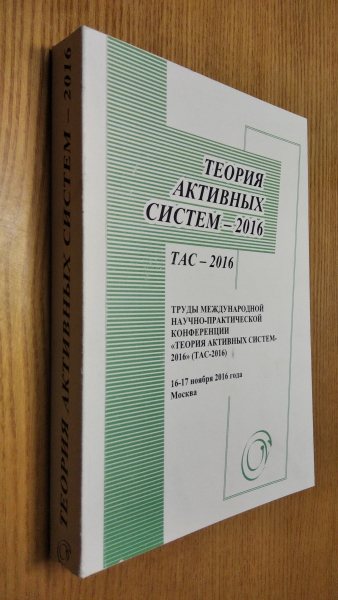 ТЕОРИЯ АКТИВНЫХ СИСТЕМ – 2016
ТЕОРИЯ
АКТИВНЫХ
СИСТЕМ – 2016
ТАС – 2016
ТРУДЫ МЕЖДУНАРОДНОЙ
НАУЧНО-ПРАКТИЧЕСКОЙ
КОНФЕРЕНЦИИ
«ТЕОРИЯ АКТИВНЫХ СИСТЕМ-
2016» (ТАС-2016)
16-17 ноября 2016 года
Москва